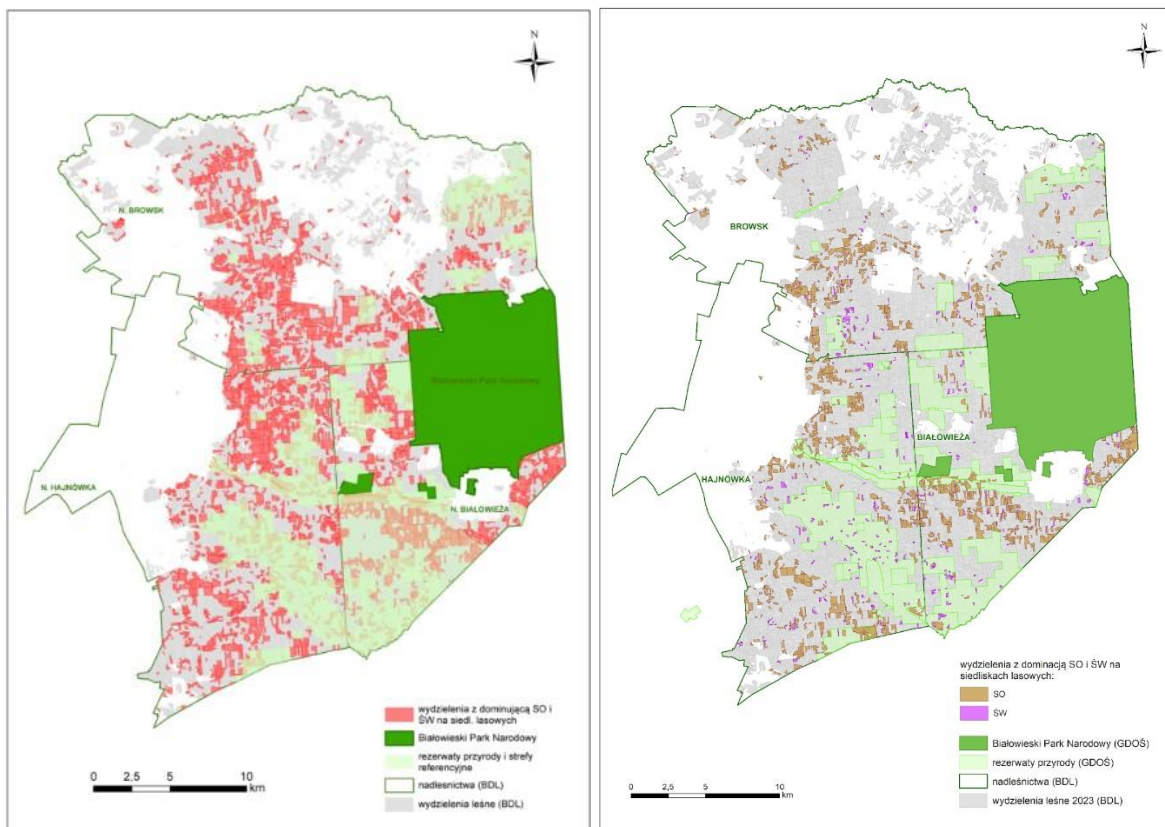 N
N. BROWSK
Białowieski Park Narodowy
N. HAJNÓWKA
N. BIAŁOWIEŻA
wydzielenia z dominującą SO i
ŚW na siedl. lasowych
Białowieski Park Narodowy
rezerwaty przyrody i strefy
referencyjne
nadleśnictwa (BDL)
wydzielenia leśne (BDL)
0 2,5 5 10
km
N
BROWSK
BIAŁOWIEŻA
HAJNÓWKA
wydzielenia z dominacją SO i ŚW na
siedliskach lasowych:
SO
ŚW
Białowieski Park Narodowy (GDOŚ)
rezerwaty przyrody (GDOŚ)
nadleśnictwa (BDL)
wydzielenia leśne 2023 (BDL)
0 2,5 5 10
km